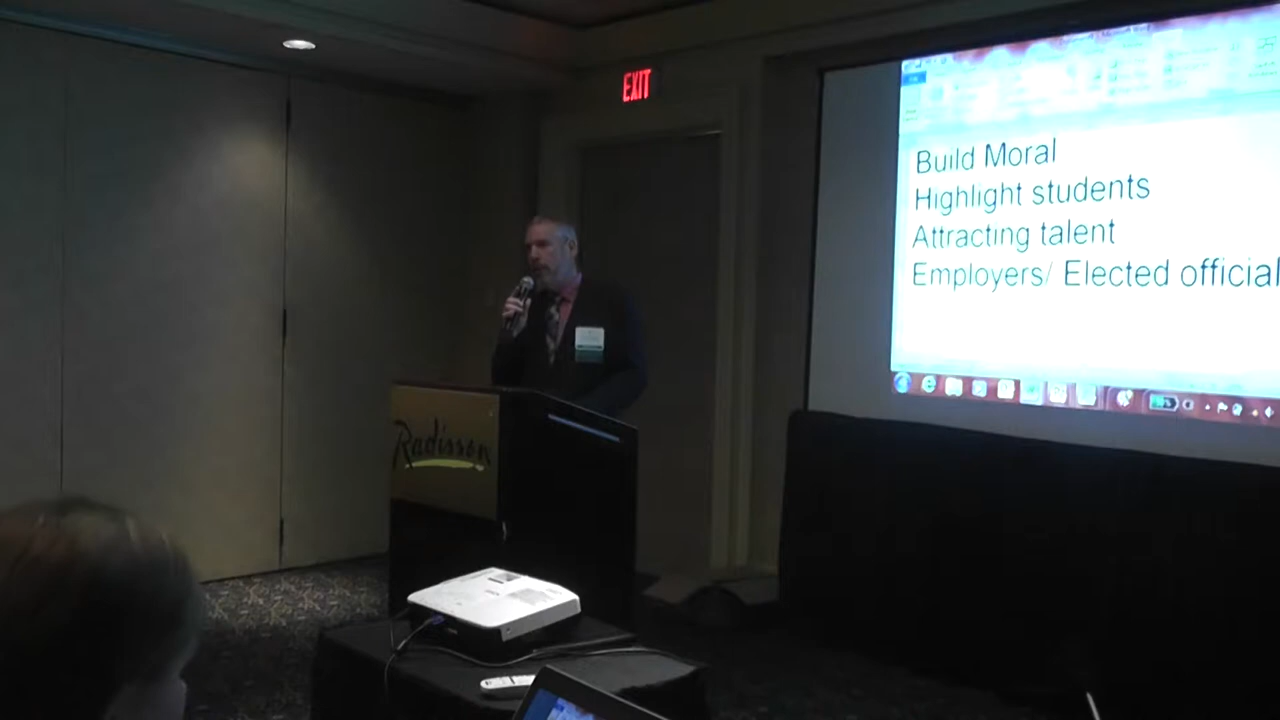 EXIT
Build Moral
Highlight students
Attracting talent
Employers/ Elected official
Radisson